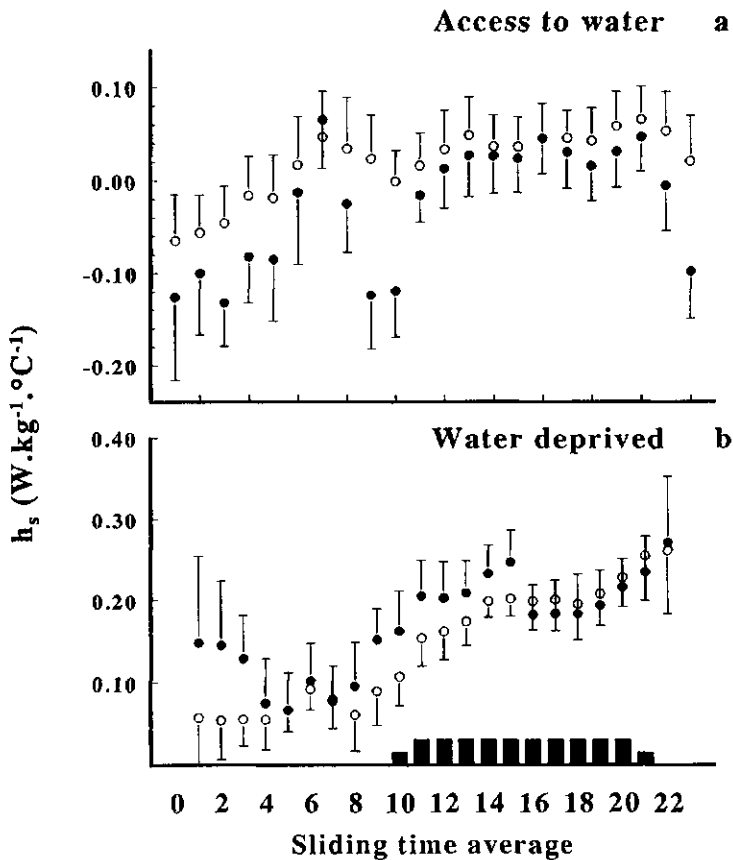 Access to water a
0.10
0.00
-0.10
-0.20
Water deprived b
0.40
0.30
0.20
0.10
hₛ (W.kg⁻¹.°C⁻¹)
0 2 4 6 8 10 12 14 16 18 20 22
Sliding time average